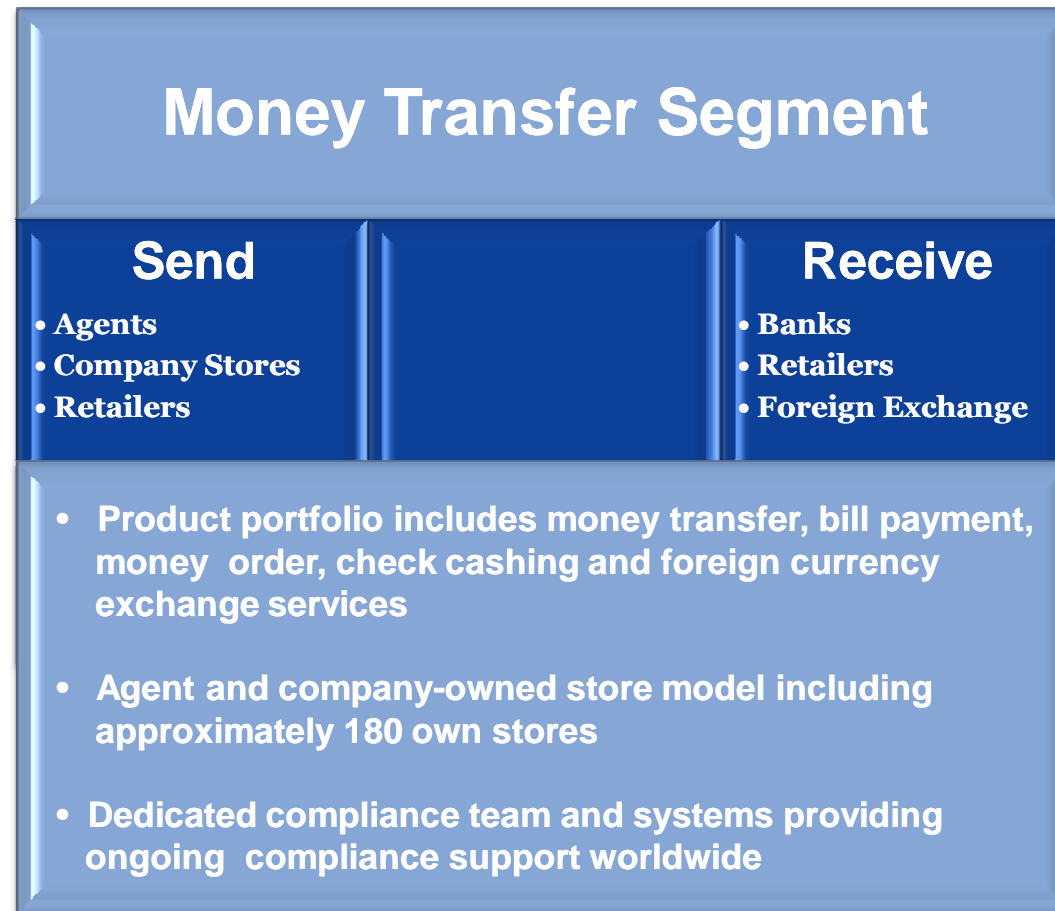 Money Transfer Segment
Send
• Agents
• Company Stores
• Retailers
Receive
• Banks
• Retailers
• Foreign Exchange
• Product portfolio includes money transfer, bill payment,
money order, check cashing and foreign currency
exchange services
• Agent and company-owned store model including
approximately 180 own stores
• Dedicated compliance team and systems providing
ongoing compliance support worldwide